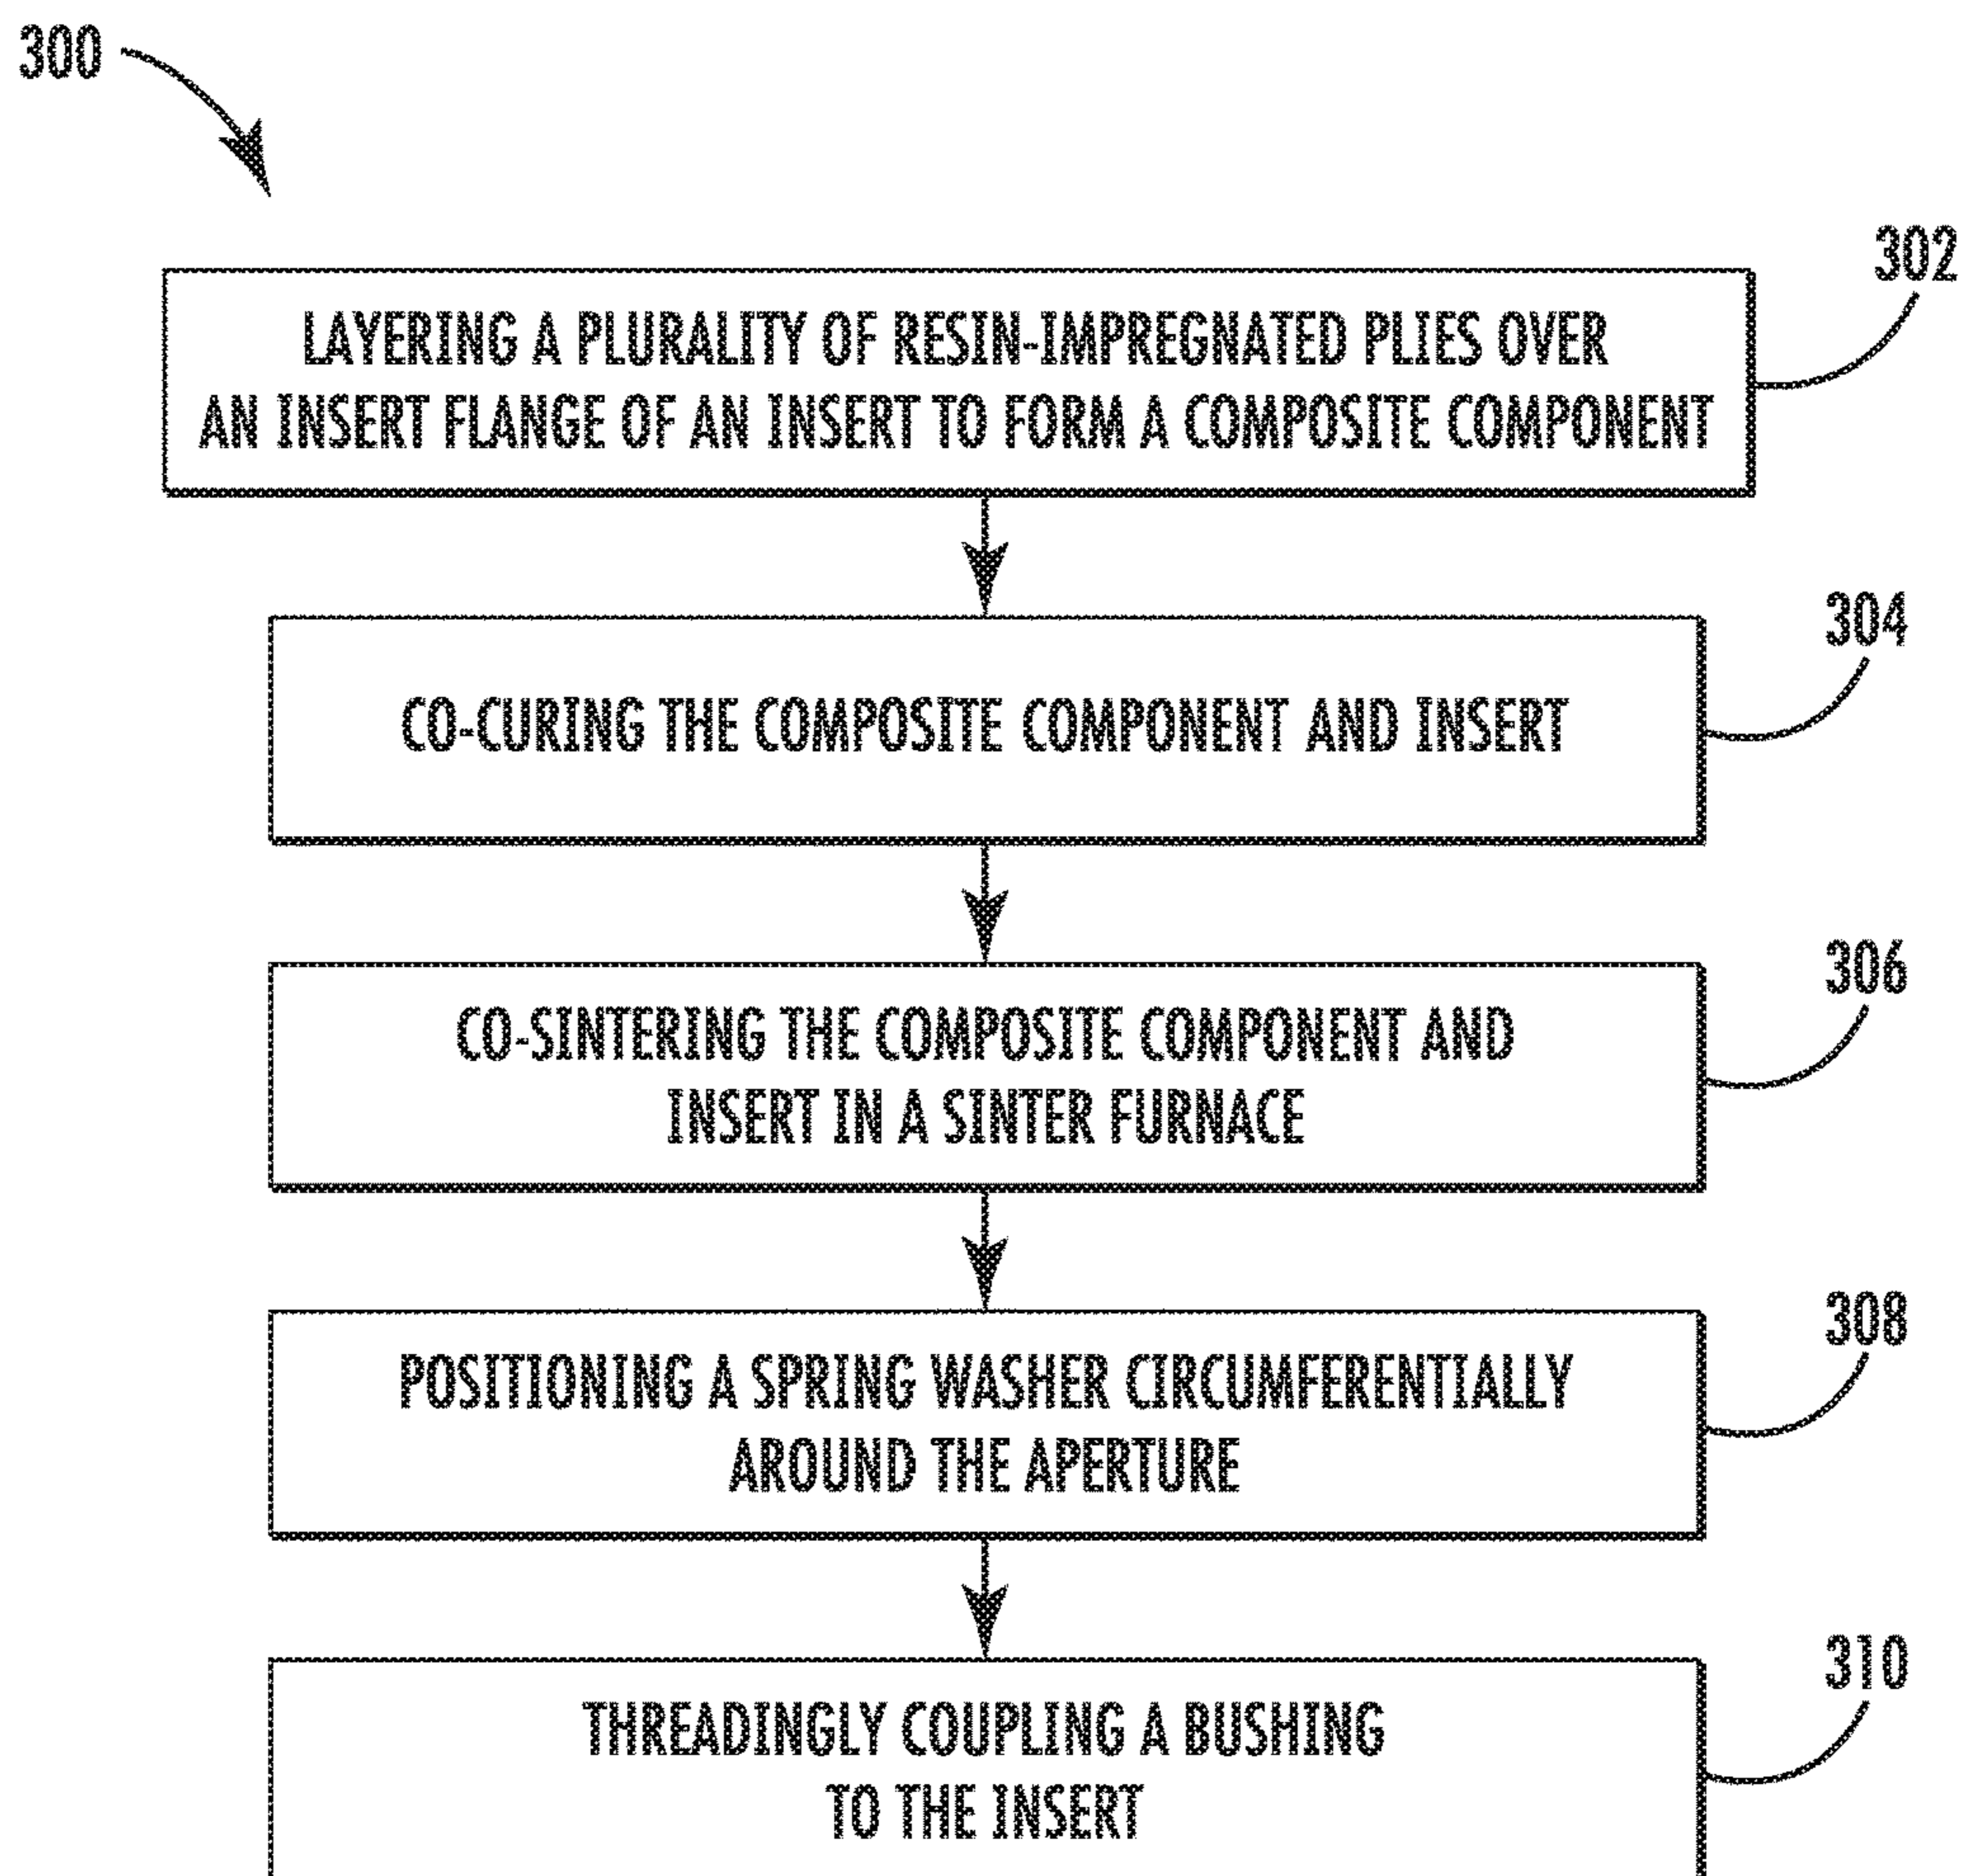 300
302
LAYERING A PLURALITY OF RESIN-IMPREGNATED PLIES OVER
AN INSERT FLANGE OF AN INSERT TO FORM A COMPOSITE COMPONENT
304
CO-CURING THE COMPOSITE COMPONENT AND INSERT
306
CO-SINTERING THE COMPOSITE COMPONENT AND
INSERT IN A SINTER FURNACE
308
POSITIONING A SPRING WASHER CIRCUMFERENTIALLY
AROUND THE APERTURE
310
THREADINGLY COUPLING A BUSHING
TO THE INSERT